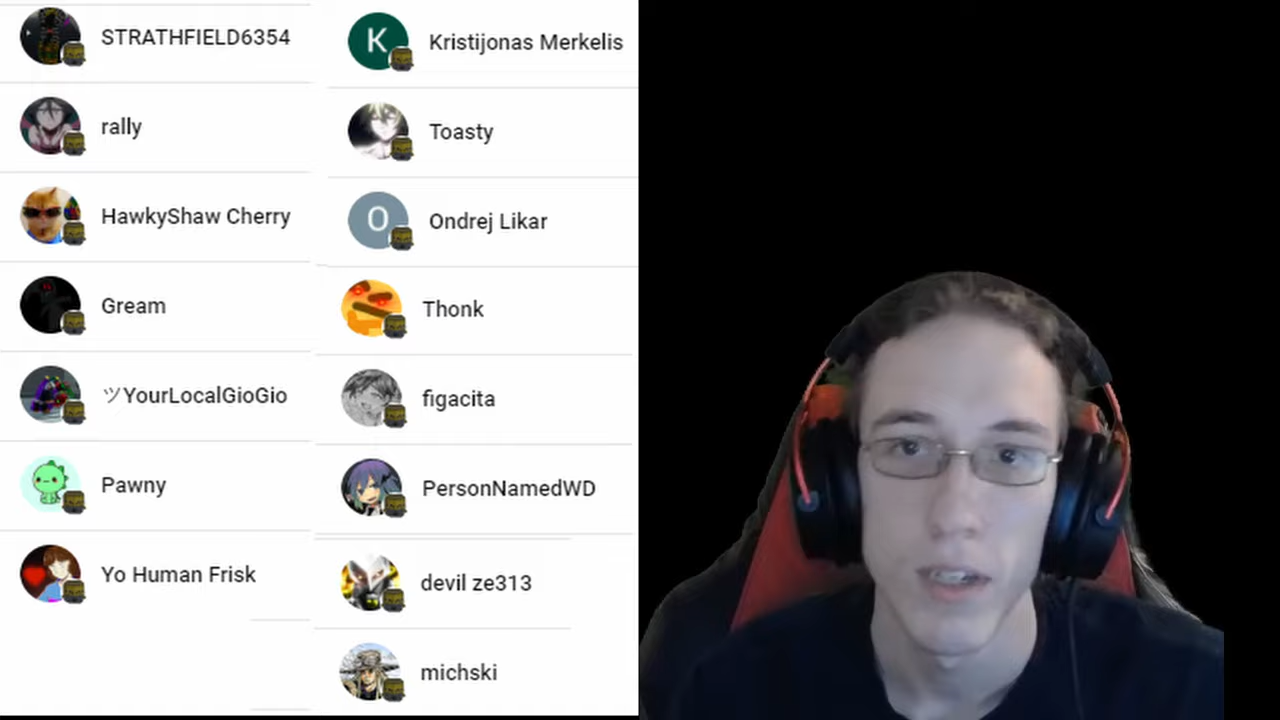 STRATHFIELD6354
rally
HawkyShaw Cherry
Gream
ツYourLocalGioGio
Pawny
Yo Human Frisk
K
Kristijonas Merkelis
Toasty
O
Ondrej Likar
Thonk
figacita
PersonNamedWD
devil ze313
michski